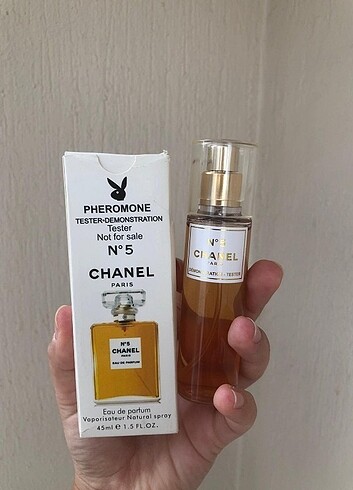 PHEROMONE
TESTER-DEMONSTRATION
Tester
Not for sale
N°5
CHANEL
PARIS
N°5
CHANEL
PARIS
EAU DE PARFUM
Eau de parfum
Vaporisateur Natural spray
45ml e 1.5 FL.OZ.
N°5
CHANEL
PARIS
DEMONSTRATION-TESTER